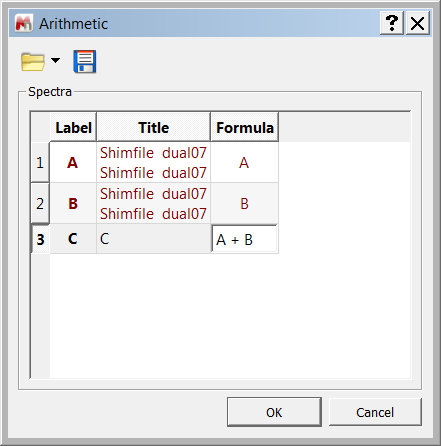 Arithmetic
Spectra
Label Title Formula
1 A Shimfile dual07 A
Shimfile dual07
2 B Shimfile dual07 B
Shimfile dual07
3 C C A + B
OK Cancel